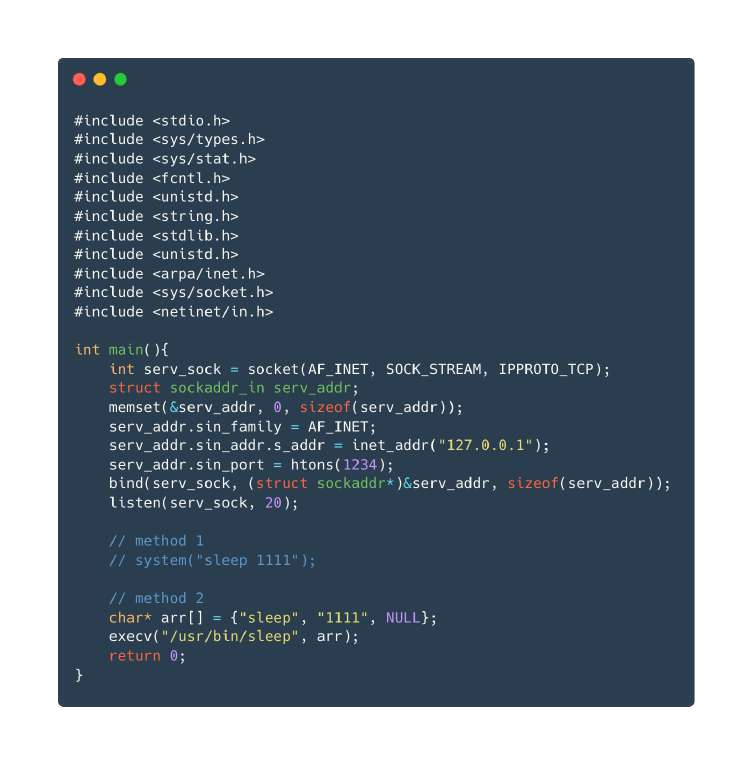 #include <stdio.h>
#include <sys/types.h>
#include <sys/stat.h>
#include <fcntl.h>
#include <unistd.h>
#include <string.h>
#include <stdlib.h>
#include <unistd.h>
#include <arpa/inet.h>
#include <sys/socket.h>
#include <netinet/in.h>

int main(){
    int serv_sock = socket(AF_INET, SOCK_STREAM, IPPROTO_TCP);
    struct sockaddr_in serv_addr;
    memset(&serv_addr, 0, sizeof(serv_addr));
    serv_addr.sin_family = AF_INET;
    serv_addr.sin_addr.s_addr = inet_addr("127.0.0.1");
    serv_addr.sin_port = htons(1234);
    bind(serv_sock, (struct sockaddr*)&serv_addr, sizeof(serv_addr));
    listen(serv_sock, 20);

    // method 1
    // system("sleep 1111");

    // method 2
    char* arr[] = {"sleep", "1111", NULL};
    execv("/usr/bin/sleep", arr);
    return 0;
}